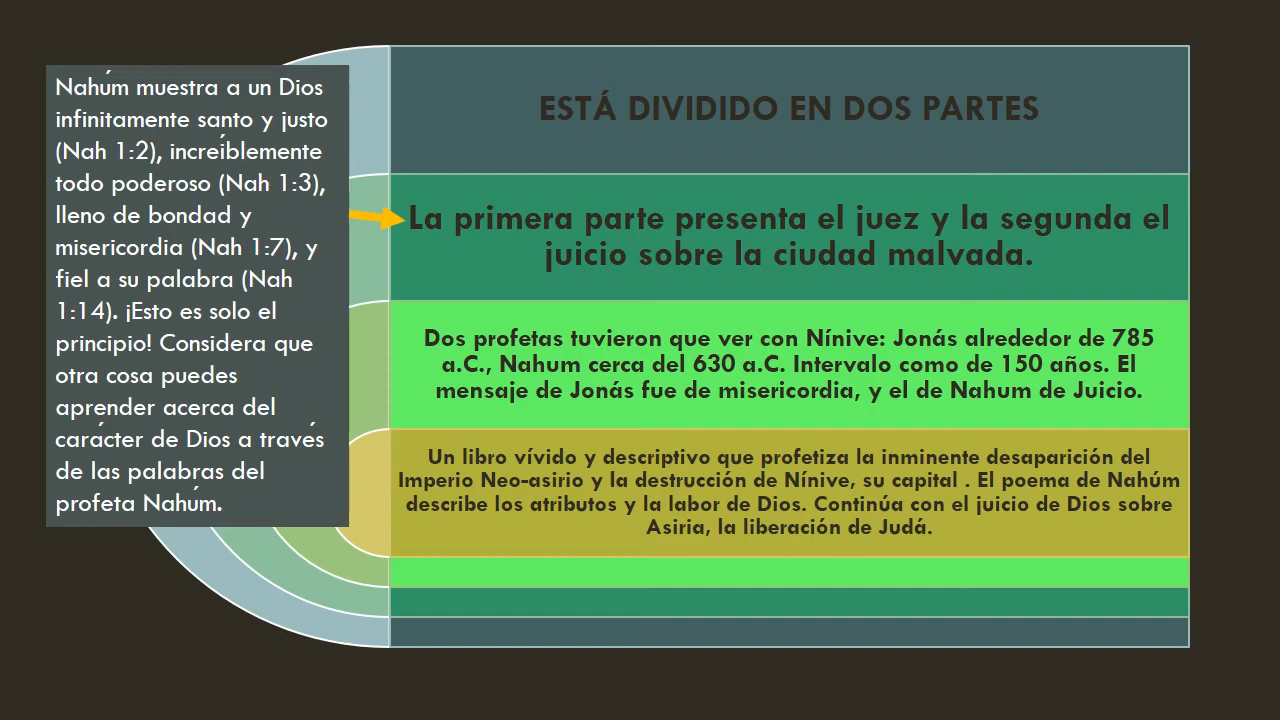 Nahúm muestra a un Dios
infinitamente santo y justo
(Nah 1:2), increíblemente
todo poderoso (Nah 1:3),
lleno de bondad y
misericordia (Nah 1:7), y
fiel a su palabra (Nah
1:14). ¡Esto es solo el
principio! Considera que
otra cosa puedes
aprender acerca del
carácter de Dios a través
de las palabras del
profeta Nahúm.
ESTÁ DIVIDIDO EN DOS PARTES
La primera parte presenta el juez y la segunda el
juicio sobre la ciudad malvada.
Dos profetas tuvieron que ver con Nínive: Jonás alrededor de 785
a.C., Nahum cerca del 630 a.C. Intervalo como de 150 años. El
mensaje de Jonás fue de misericordia, y el de Nahum de Juicio.
Un libro vívido y descriptivo que profetiza la inminente desaparición del
Imperio Neo-asirio y la destrucción de Nínive, su capital . El poema de Nahúm
describe los atributos y la labor de Dios. Continúa con el juicio de Dios sobre
Asiria, la liberación de Judá.